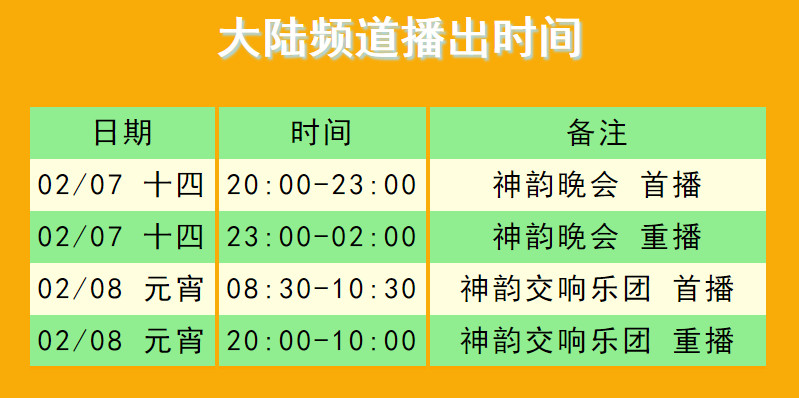 大陆频道播出时间
日期 时间 备注
02/07 十四 20:00-23:00 神韵晚会 首播
02/07 十四 23:00-02:00 神韵晚会 重播
02/08 元宵 08:30-10:30 神韵交响乐团 首播
02/08 元宵 20:00-10:00 神韵交响乐团 重播